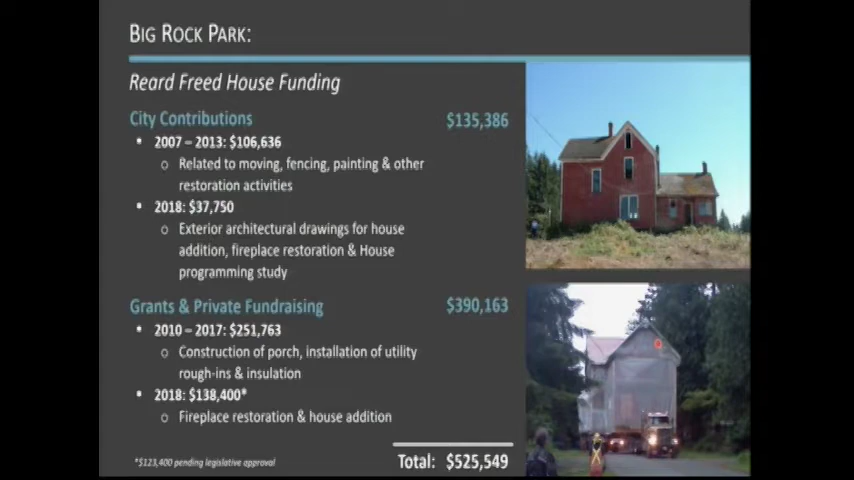 BIG ROCK PARK:
Reard Freed House Funding
City Contributions $135,386
• 2007 – 2013: $106,636
o Related to moving, fencing, painting & other
restoration activities
• 2018: $37,750
o Exterior architectural drawings for house
addition, fireplace restoration & House
programming study
Grants & Private Fundraising $390,163
• 2010 – 2017: $251,763
o Construction of porch, installation of utility
rough-ins & insulation
• 2018: $138,400*
o Fireplace restoration & house addition
*$123,400 pending legislative approval
Total: $525,549